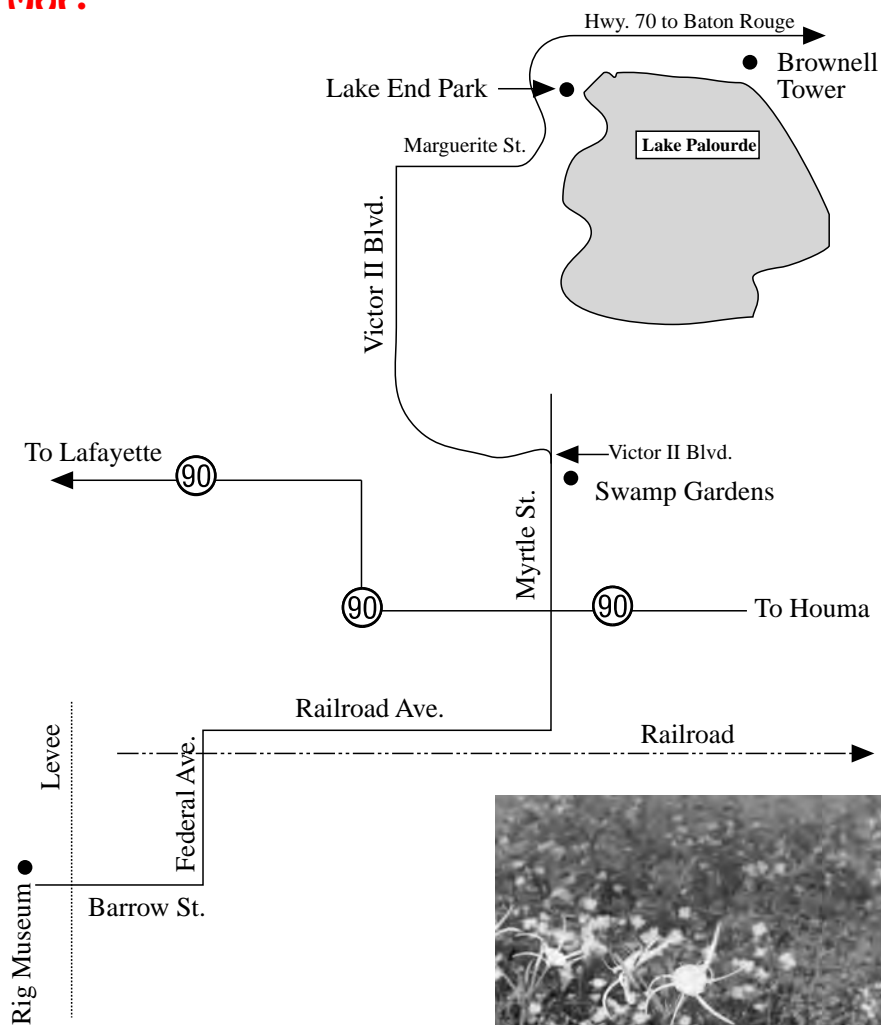 Hwy. 70 to Baton Rouge
Brownell
Tower
Lake End Park
Marguerite St.
Lake Palourde
Victor II Blvd.
To Lafayette
90
Victor II Blvd.
Swamp Gardens
Myrtle St.
90
90
To Houma
Railroad Ave.
Railroad
Levee
Federal Ave.
Barrow St.
Rig Museum